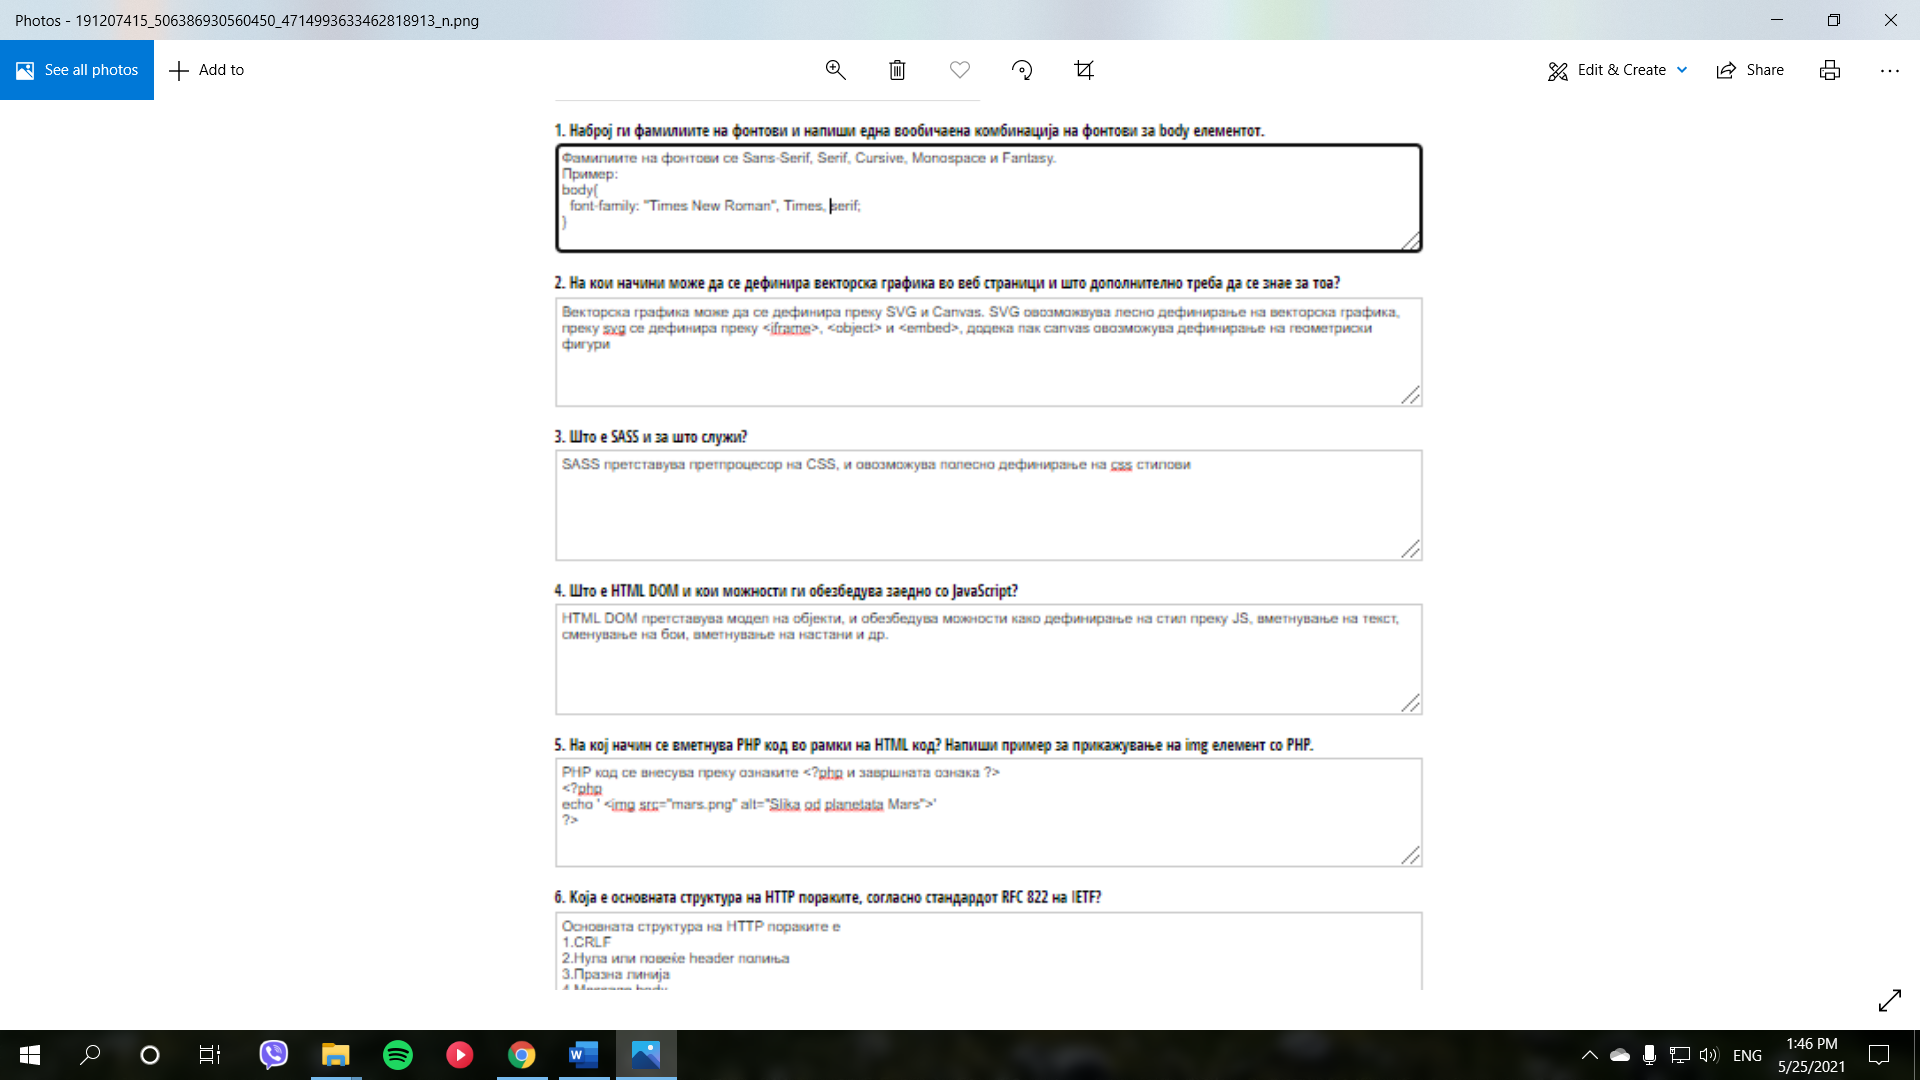 Photos - 191207415_506386930560450_4714993633462818913_n.png
See all photos
Add to
Edit & Create
Share
1. Наброј ги фамилиите на фонтови и напиши една вообичаена комбинација на фонтови за body елементот.
Фамилиите на фонтови се Sans-Serif, Serif, Cursive, Monospace и Fantasy.
Пример:
body{
font-family: "Times New Roman", Times, serif;
}
2. На кои начини може да се дефинира векторска графика во веб страници и што дополнително треба да се знае за тоа?
Векторска графика може да се дефинира преку SVG и Canvas. SVG овозможвува лесно дефинирање на векторска графика,
преку svg се дефинира преку <iframe>, <object> и <embed>, додека пак canvas овозможува дефинирање на геометриски
фигури
3. Што е SASS и за што служи?
SASS претставува претпроцесор на CSS, и овозможува полесно дефинирање на css стилови
4. Што е HTML DOM и кои можности ги обезбедува заедно со JavaScript?
HTML DOM претставува модел на објекти, и обезбедува можности како дефинирање на стил преку JS, вметнување на текст,
сменување на бои, вметнување на настани и др.
5. На кој начин се вметнува PHP код во рамки на HTML код? Напиши пример за прикажување на img елемент со PHP.
PHP код се внесува преку ознаките <?php и завршната ознака ?>
<?php
echo ' <img src="mars.png" alt="Slika od planetata Mars">'
?>
6. Која е основната структура на HTTP пораките, согласно стандардот RFC 822 на IETF?
Основната структура на HTTP пораките е
1.CRLF
2.Нула или повеќе header полиња
3.Празна линија
4.Message body
ENG
1:46 PM
5/25/2021